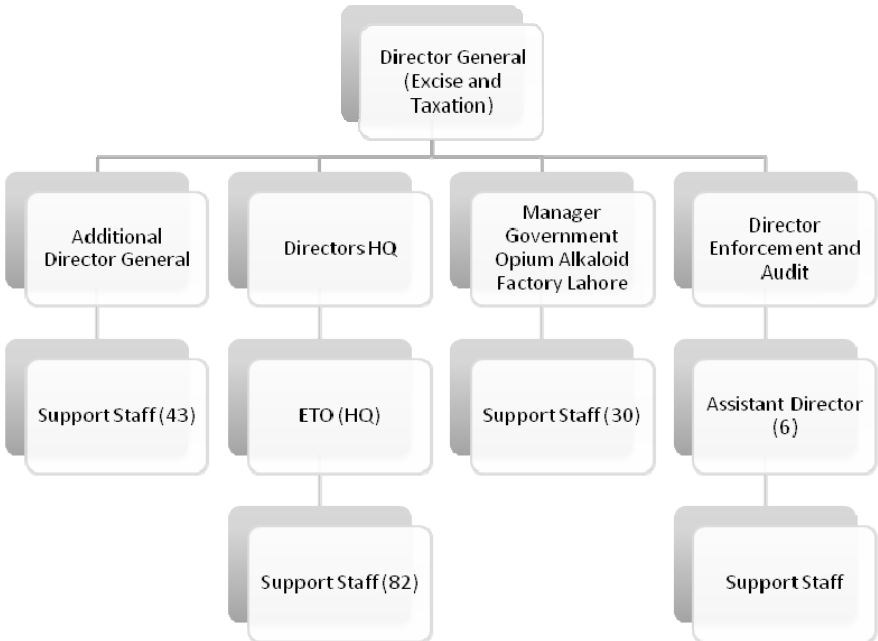 Director General
(Excise and
Taxation)
Additional
Director General
Directors HQ
Manager
Government
Opium Alkaloid
Factory Lahore
Director
Enforcement and
Audit
Support Staff (43)
ETO (HQ)
Support Staff (30)
Assistant Director
(6)
Support Staff (82)
Support Staff